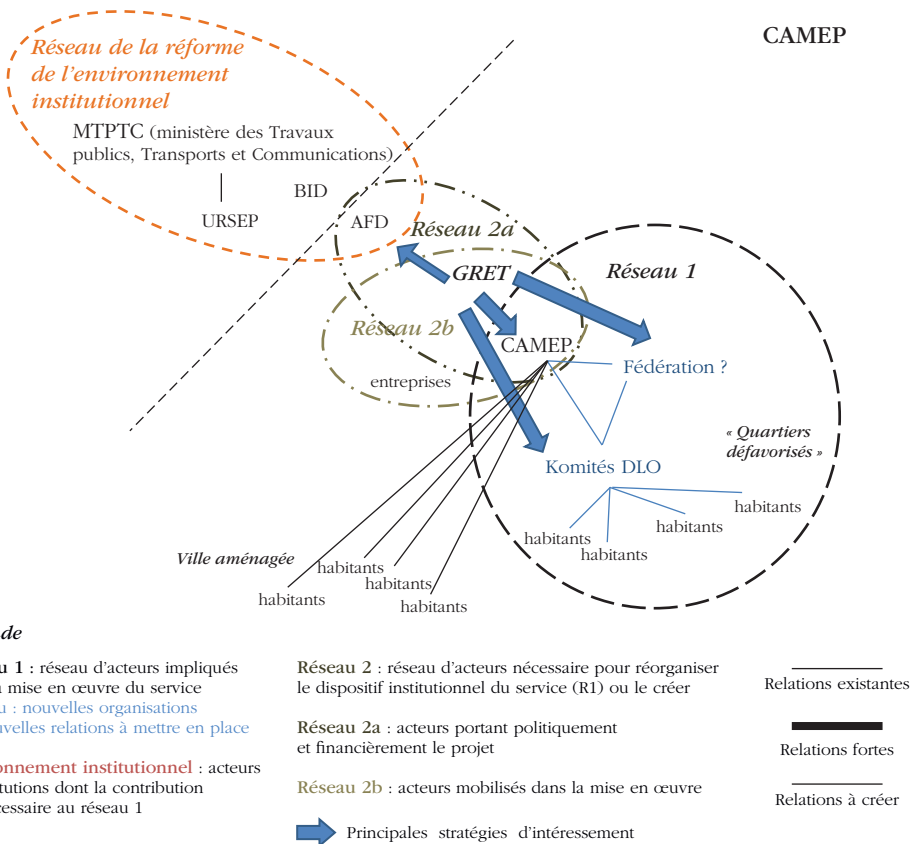 CAMEP
Réseau de la réforme
de l'environnement
institutionnel
MTPTC (ministère des Travaux
publics, Transports et Communications)
BID
URSEP
AFD
Réseau 2a
GRET
Réseau 1
Réseau 2b
CAMEP
entreprises
Fédération ?
« Quartiers
défavorisés »
Komités DLO
habitants
habitants
habitants
habitants
Ville aménagée
habitants
habitants
habitants
habitants
de
u 1 : réseau d'acteurs impliqués
mise en œuvre du service
u : nouvelles organisations
uvelles relations à mettre en place
onnement institutionnel : acteurs
titutions dont la contribution
cessaire au réseau 1
Réseau 2 : réseau d'acteurs nécessaire pour réorganiser
le dispositif institutionnel du service (R1) ou le créer
Réseau 2a : acteurs portant politiquement
et financièrement le projet
Réseau 2b : acteurs mobilisés dans la mise en œuvre
Principales stratégies d'intéressement
Relations existantes
Relations fortes
Relations à créer